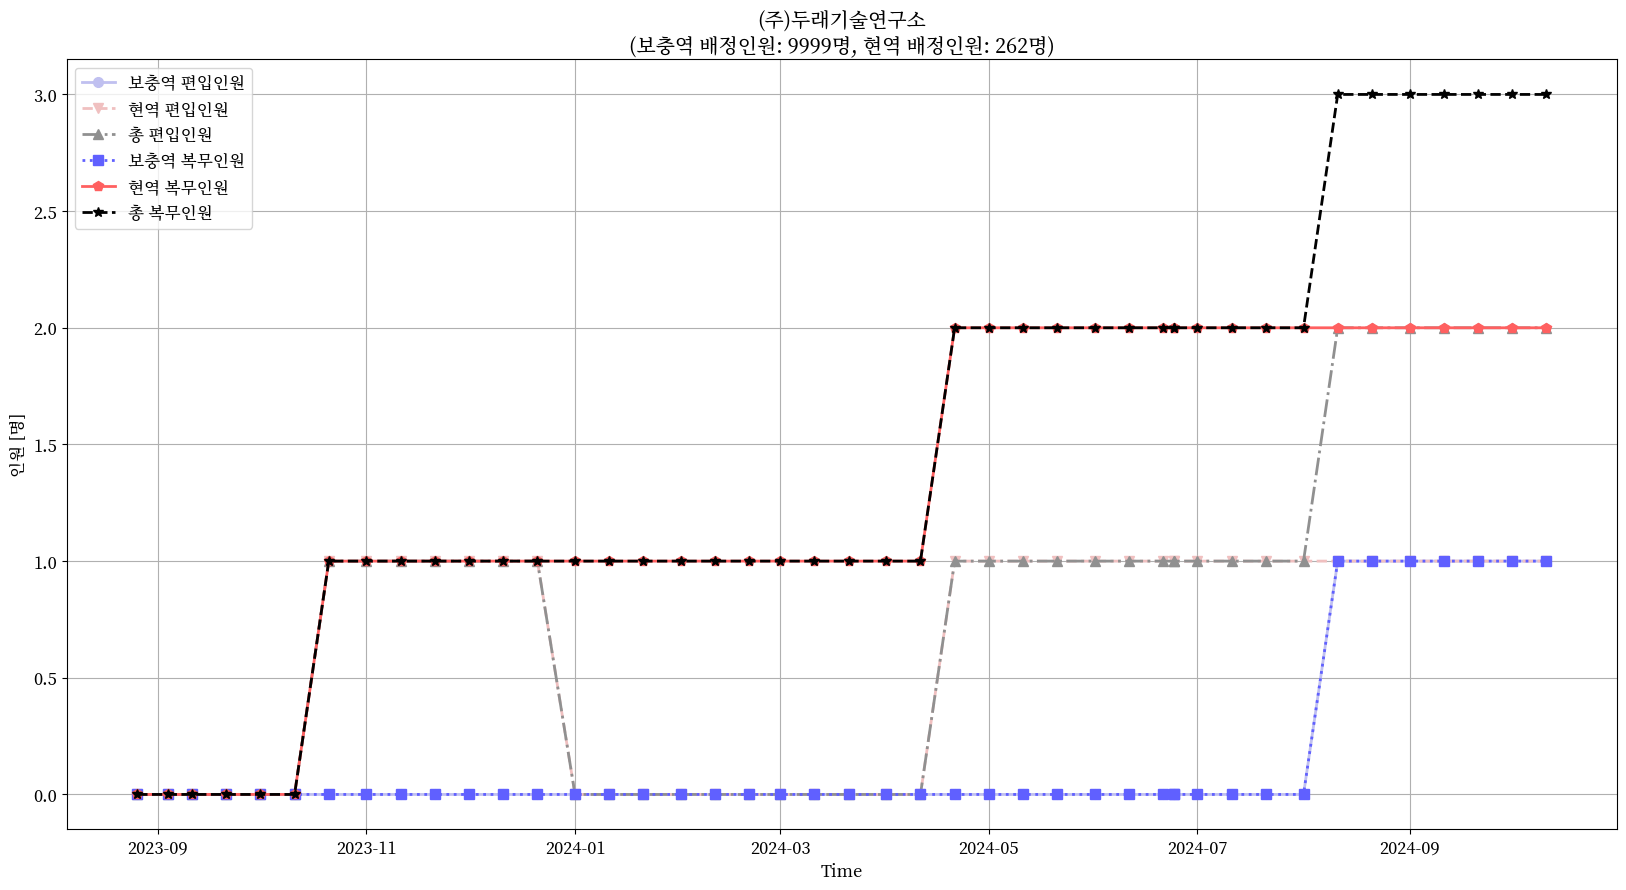 (주)두래기술연구소
(보충역 배정인원: 9999명, 현역 배정인원: 262명)
보충역 편입인원
현역 편입인원
총 편입인원
보충역 복무인원
현역 복무인원
총 복무인원
인원 [명]
3.0
2.5
2.0
1.5
1.0
0.5
0.0
2023-09 2023-11 2024-01 2024-03 2024-05 2024-07 2024-09
Time